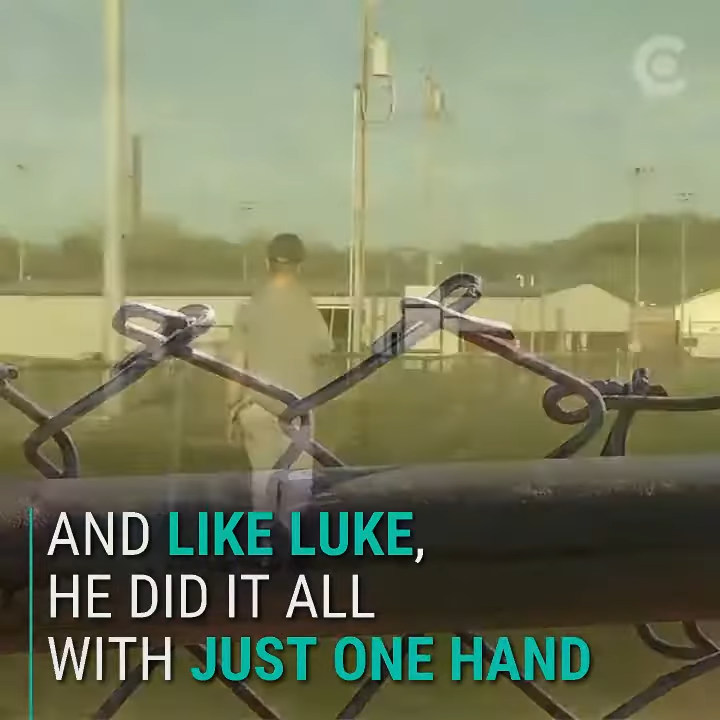 AND LIKE LUKE,
HE DID IT ALL
WITH JUST ONE HAND